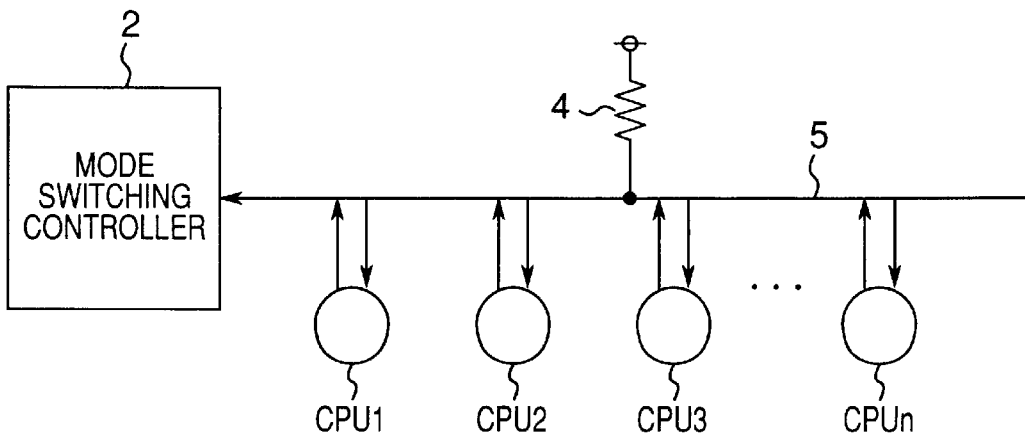 2
4
5
MODE
SWITCHING
CONTROLLER
. . .
CPU1 CPU2 CPU3 CPUn